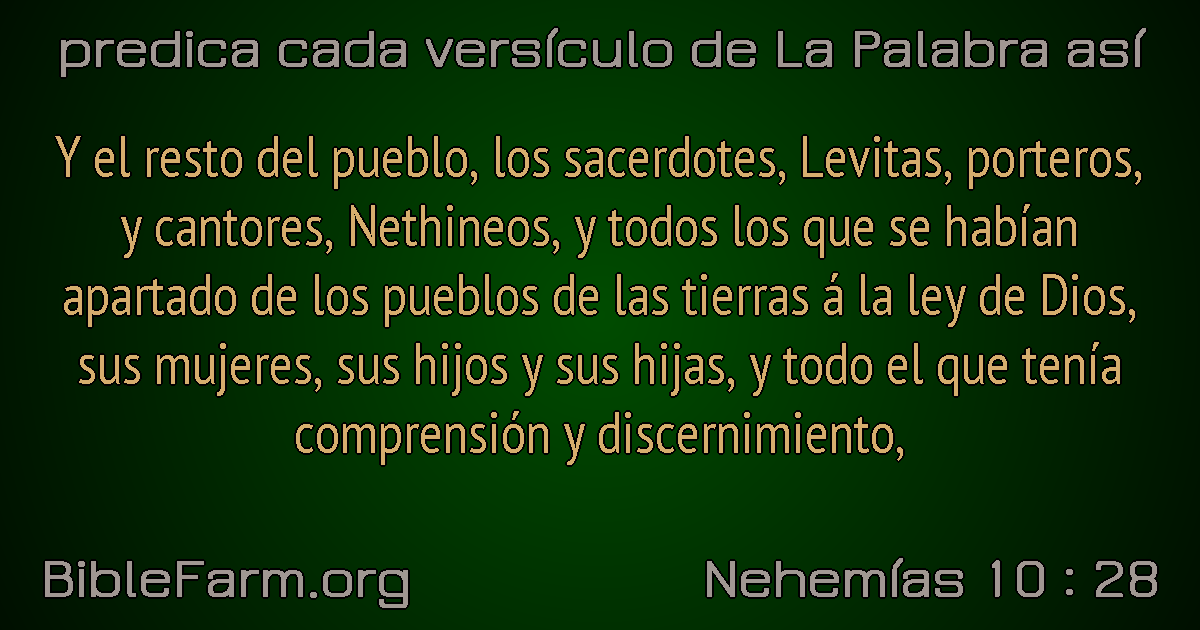 predica cada versículo de La Palabra así
Y el resto del pueblo, los sacerdotes, Levitas, porteros,
y cantores, Nethineos, y todos los que se habían
apartado de los pueblos de las tierras á la ley de Dios,
sus mujeres, sus hijos y sus hijas, y todo el que tenía
comprensión y discernimiento,
BibleFarm.org
Nehemías 10 : 28